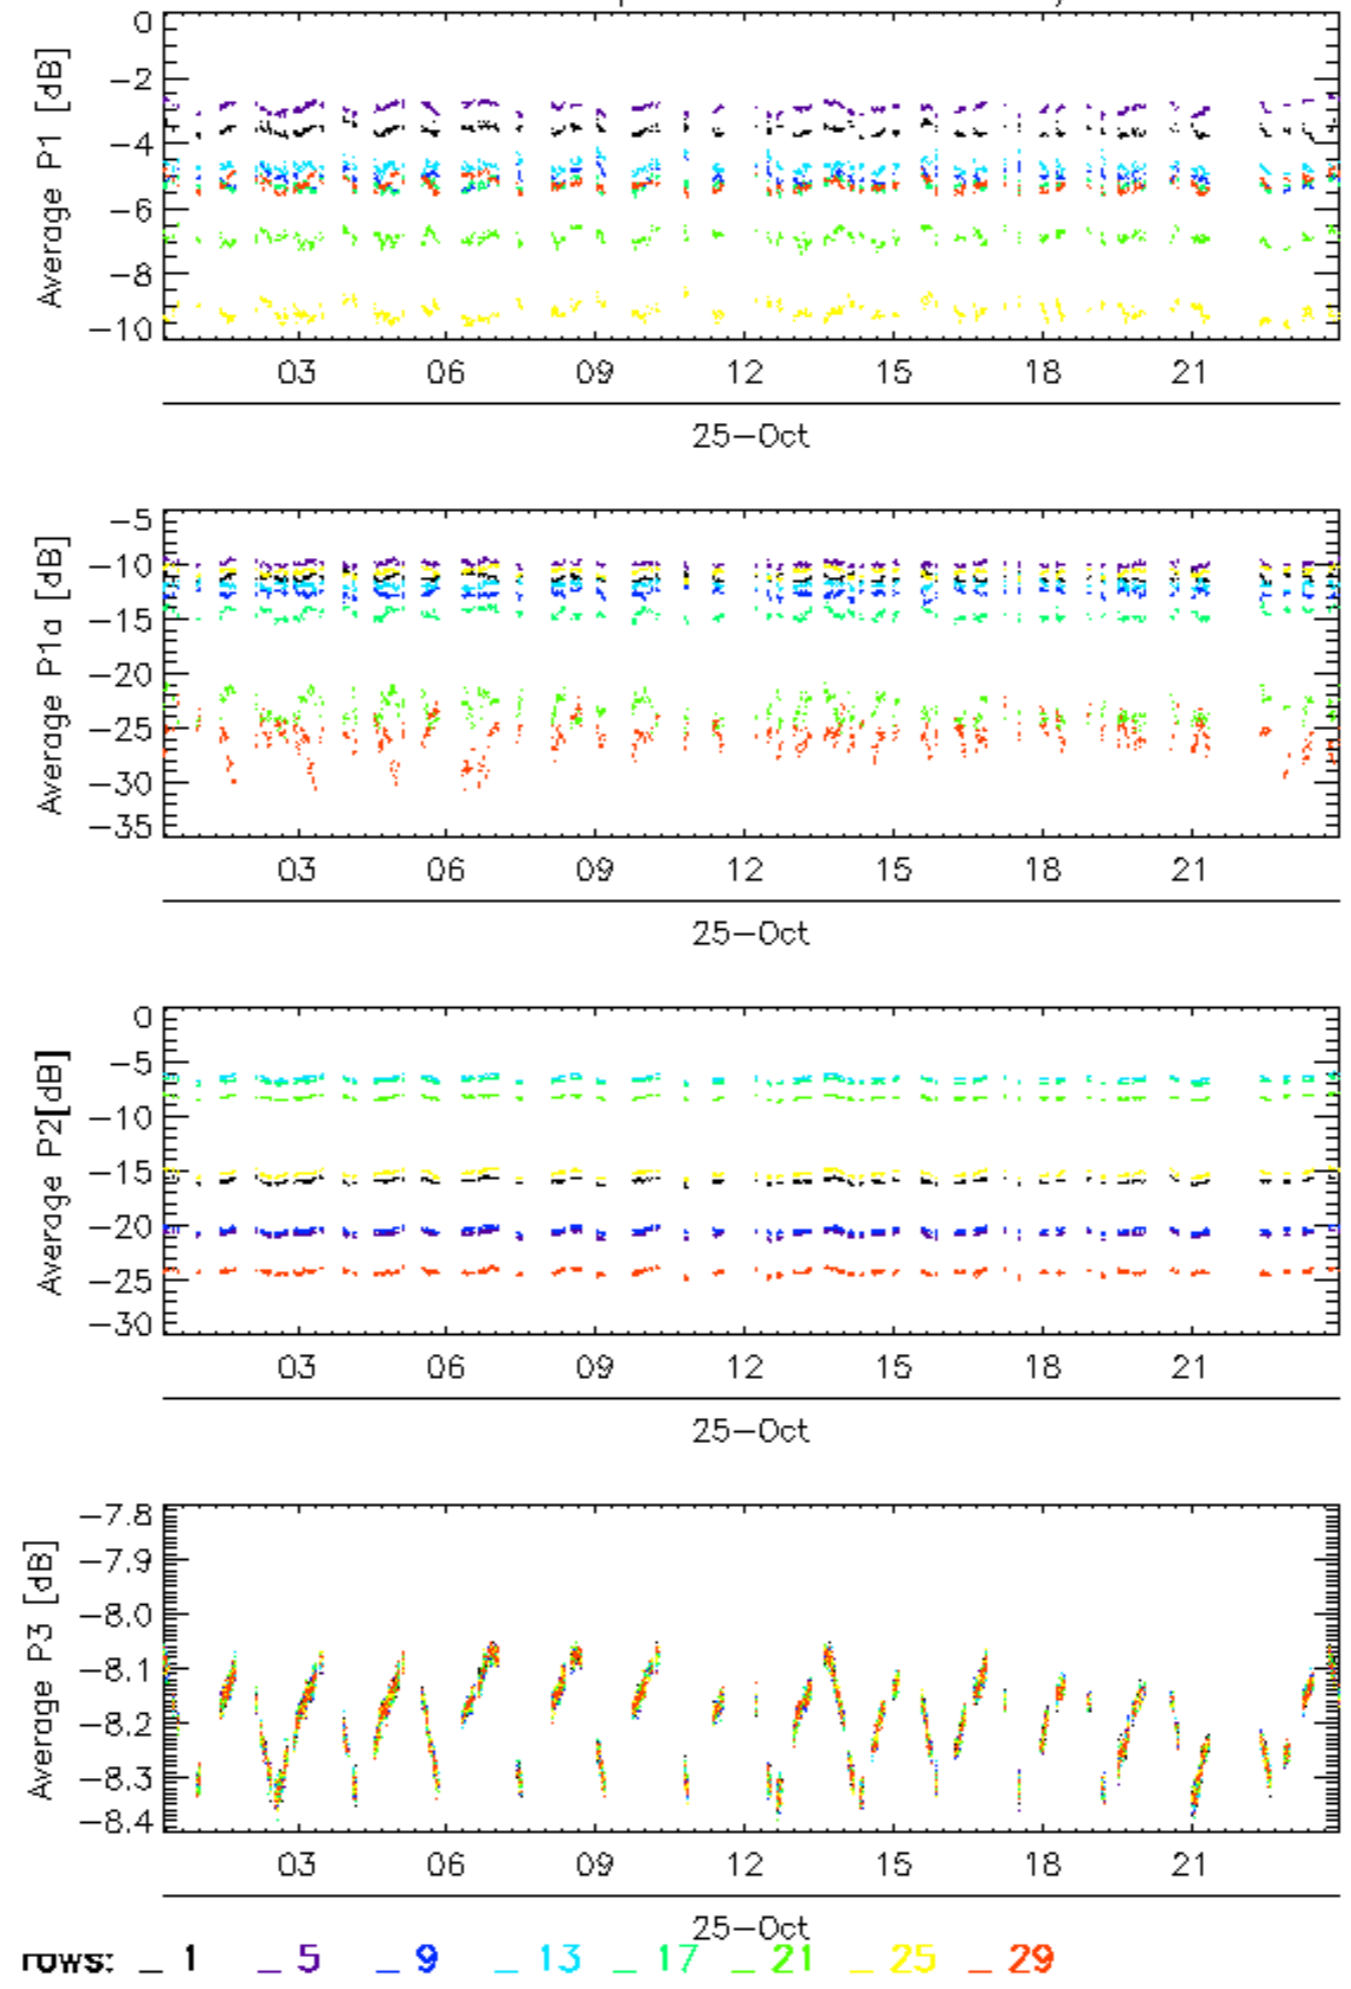 0
-2
-4
-6
-8
-10
Average P1 [dB]
03 06 09 12 15 18 21
25-Oct
-5
-10
-15
-20
-25
-30
-35
Average P1a [dB]
03 06 09 12 15 18 21
25-Oct
0
-5
-10
-15
-20
-25
-30
Average P2[dB]
03 06 09 12 15 18 21
25-Oct
-7.8
-7.9
-8.0
-8.1
-8.2
-8.3
-8.4
Average P3 [dB]
03 06 09 12 15 18 21
25-Oct
rows: _ 1 _ 5 _ 9 _ 13 _ 17 _ 21 _ 25 _ 29